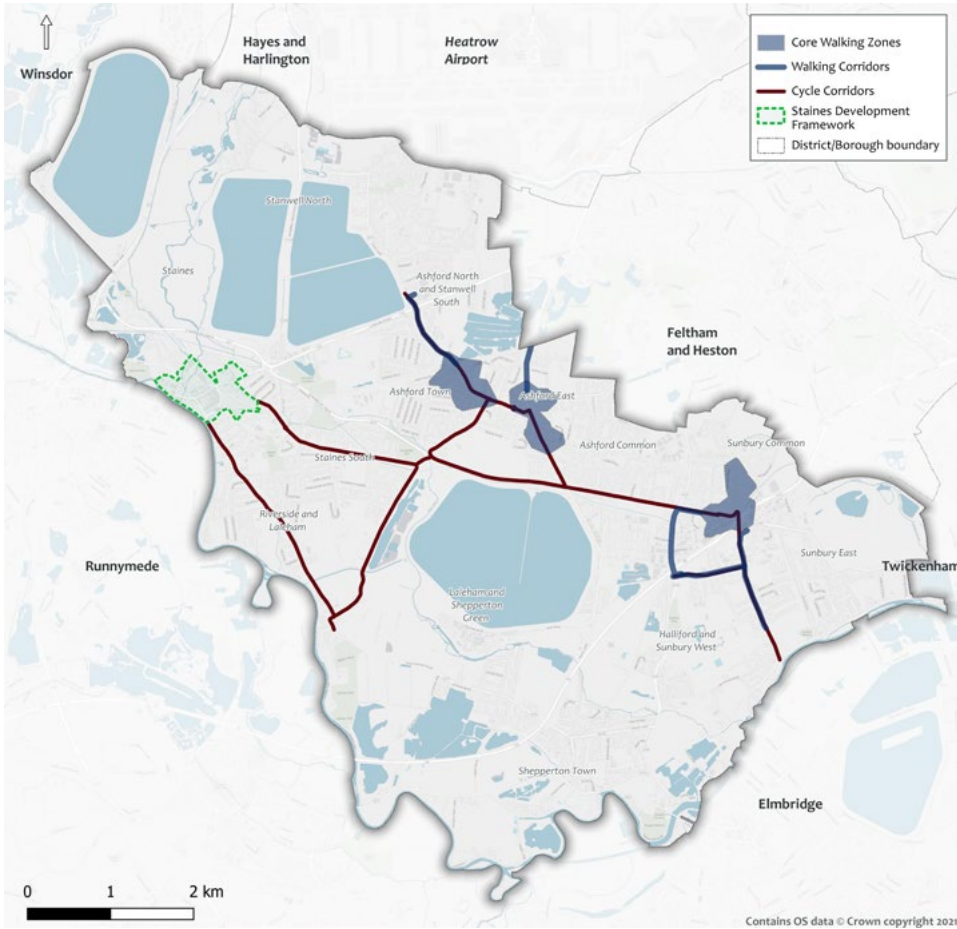 Hayes and
Harlington
Heatrow
Airport
Winsdor
Core Walking Zones
Walking Corridors
Cycle Corridors
Staines Development
Framework
District/Borough boundary
Stanwell North
Staines
Ashford North
and Stanwell
South
Feltham
and Heston
Ashford Town
Ashford East
Ashford Common
Sunbury Common
Staines South
Riverside and
Laleham
Sunbury East
Runnymede
Twickenham
Laleham and
Shepperton
Green
Halliford and
Sunbury West
Shepperton Town
Elmbridge
0 1 2 km
Contains OS data © Crown copyright 2021